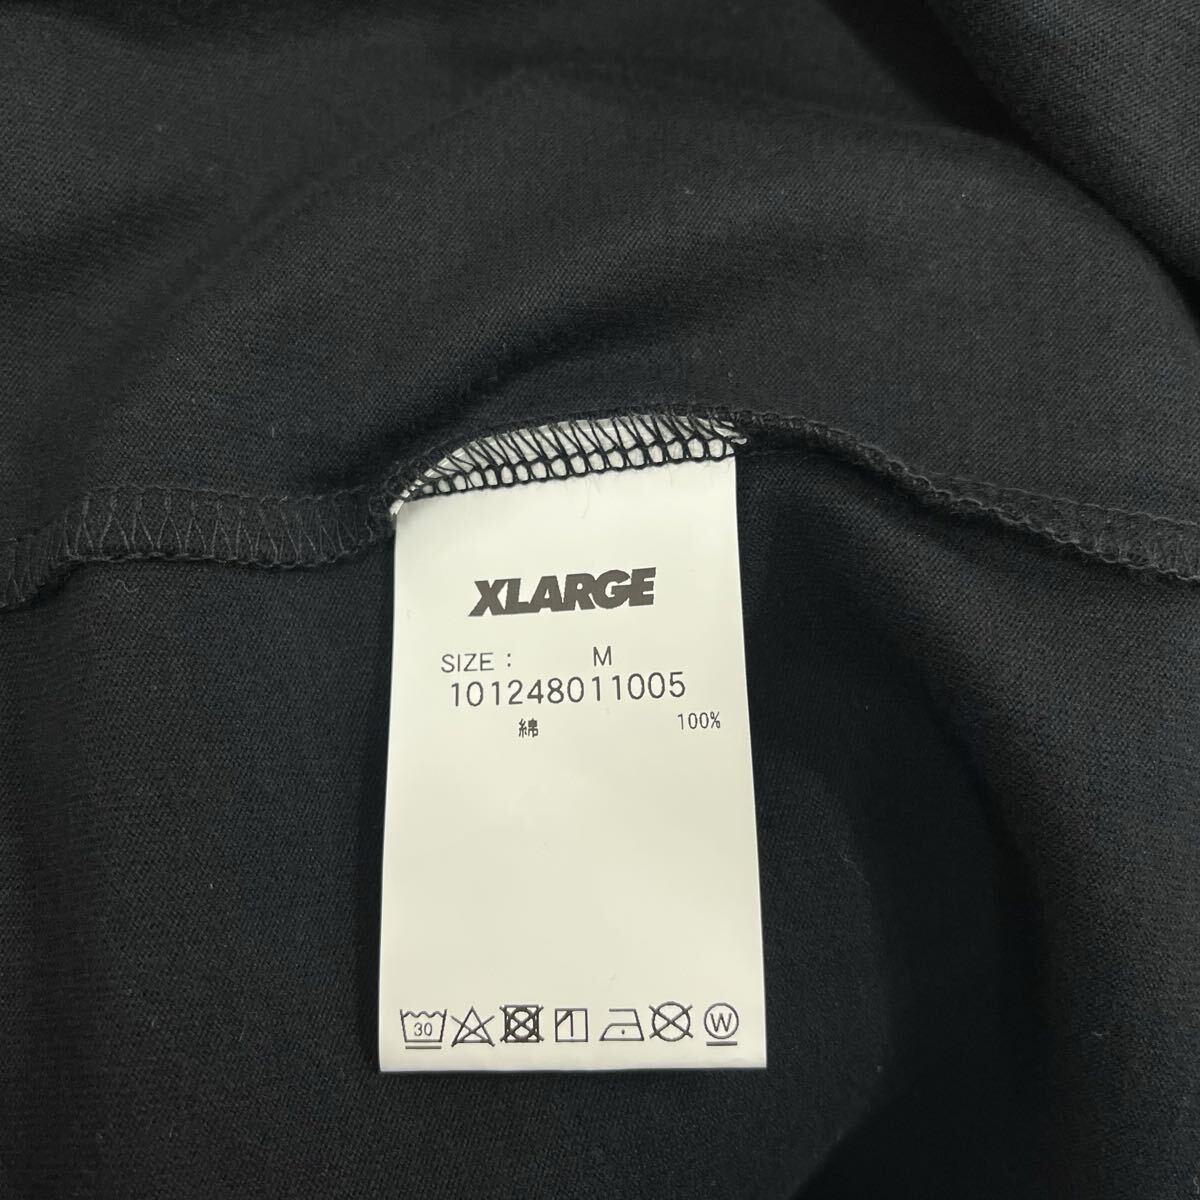 XLARGE
SIZE : M
101248011005
綿 100%
30 W